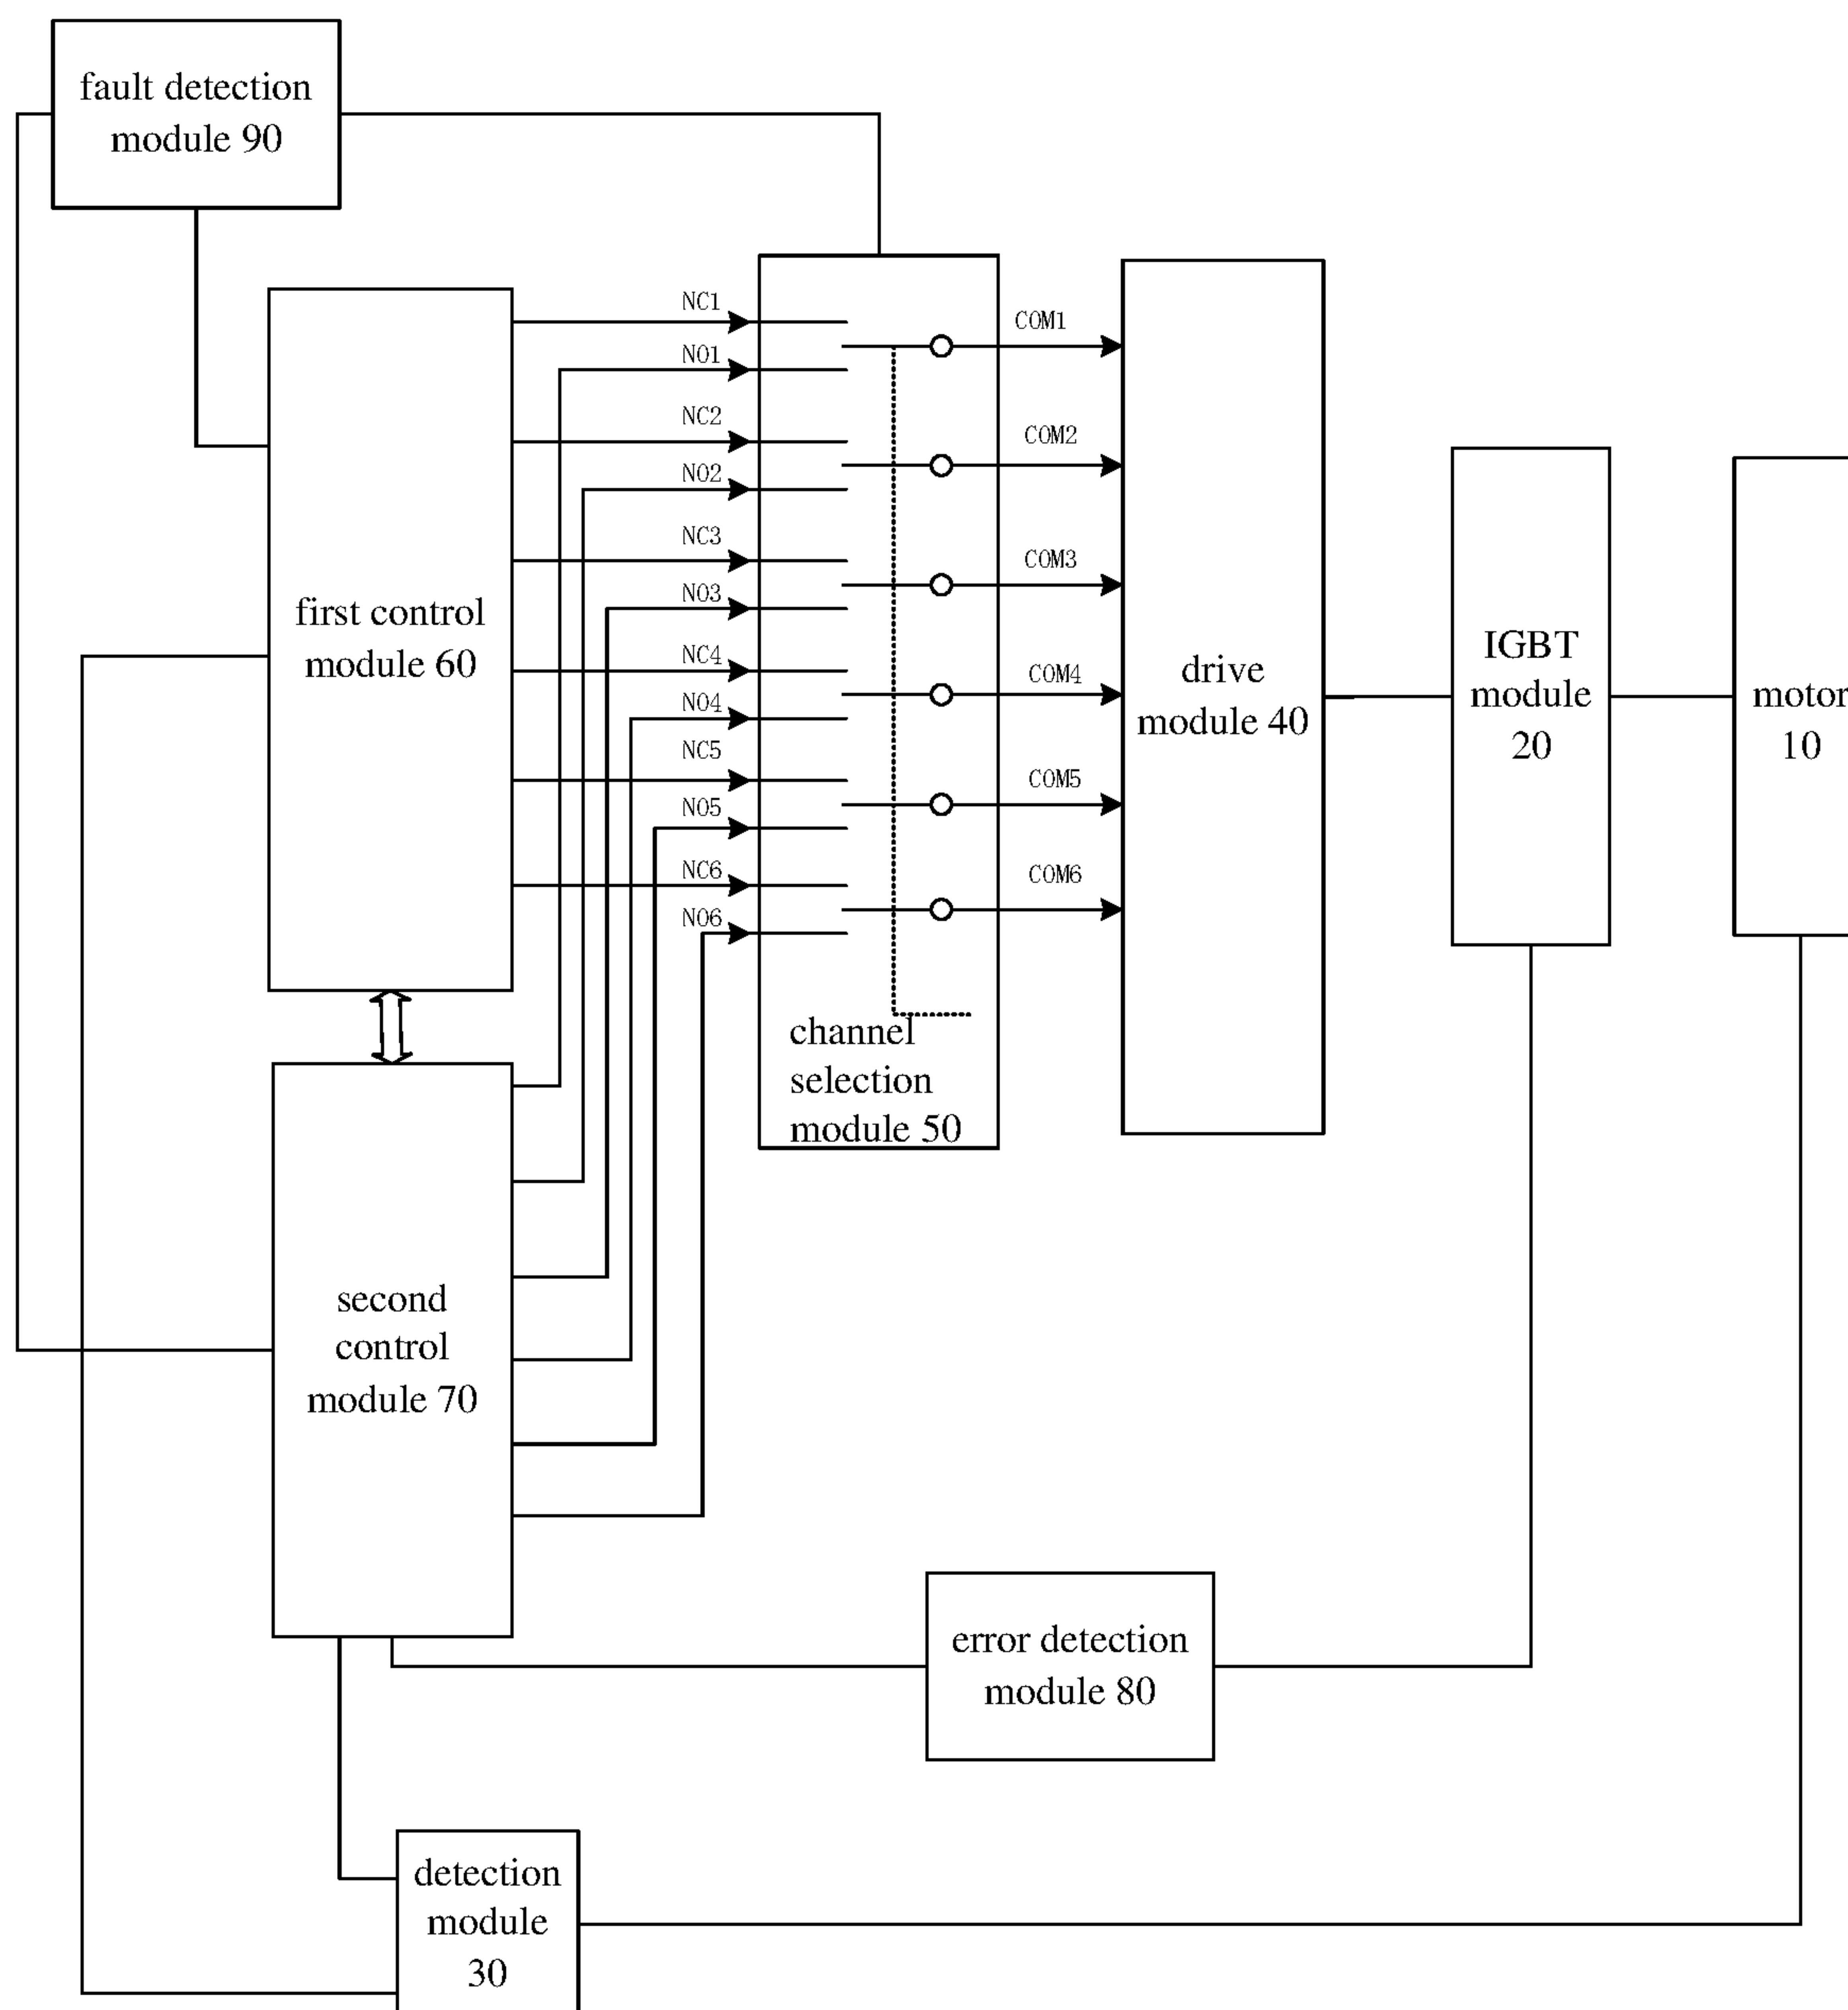 fault detection
module 90
NC1
NO1
NC2
NO2
NC3
NO3
NC4
NO4
NC5
NO5
NC6
NO6
COM1
COM2
COM3
COM4
COM5
COM6
first control
module 60
drive
module 40
IGBT
module
20
motor
10
channel
selection
module 50
second
control
module 70
error detection
module 80
detection
module
30